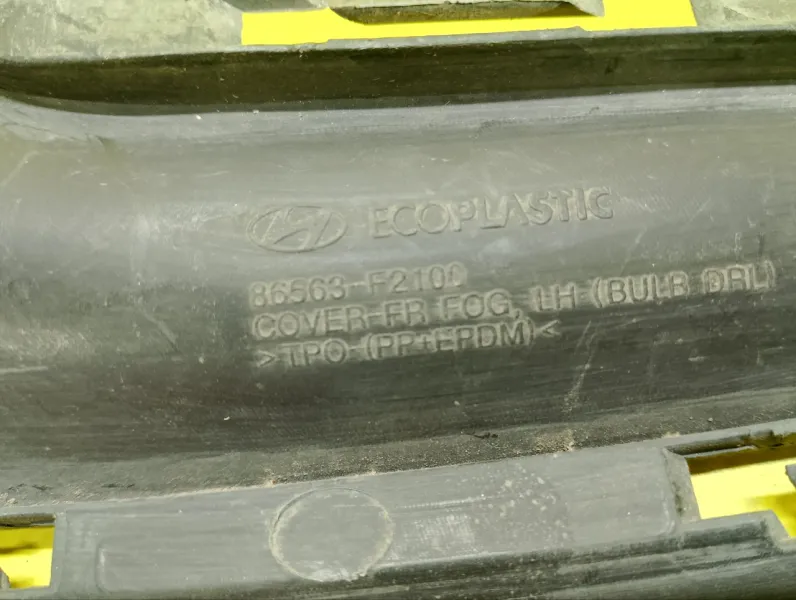 ECOPLASTIC
86563-F2100
COVER-FR FOG, LH (BULB DRL)
>TPO-(PP+EPDM)<